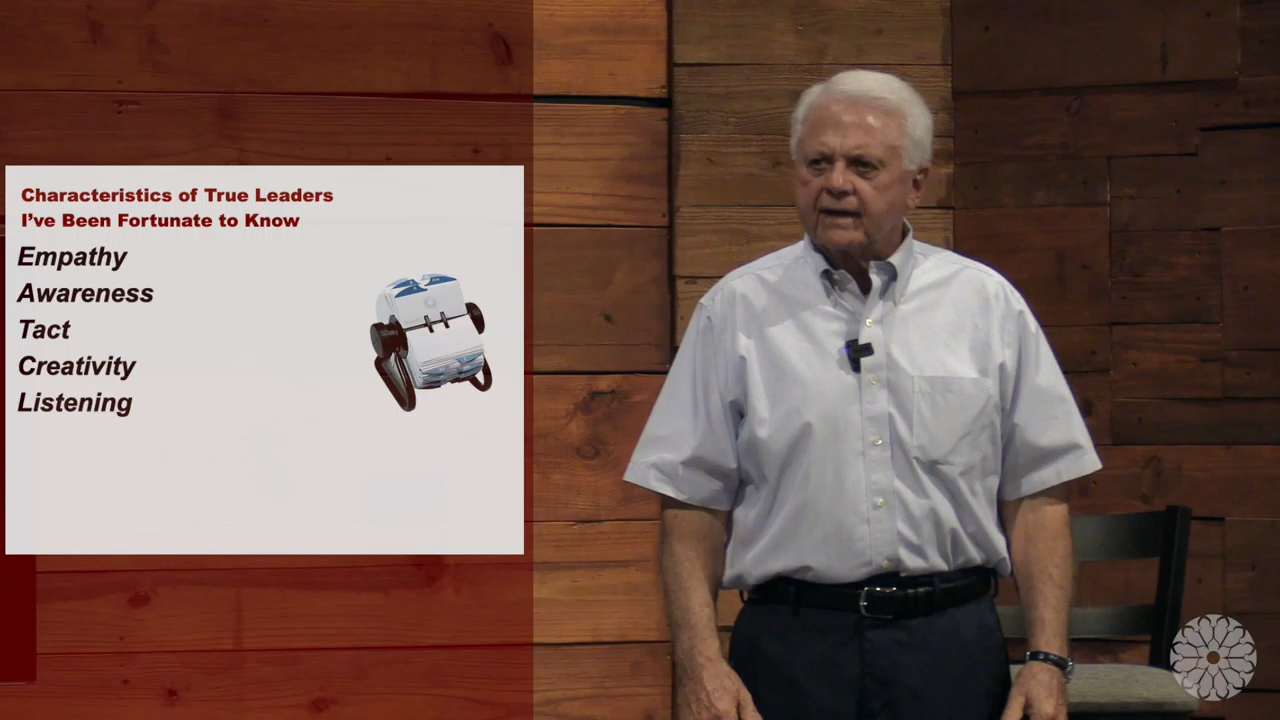 Characteristics of True Leaders
I've Been Fortunate to Know
Empathy
Awareness
Tact
Creativity
Listening